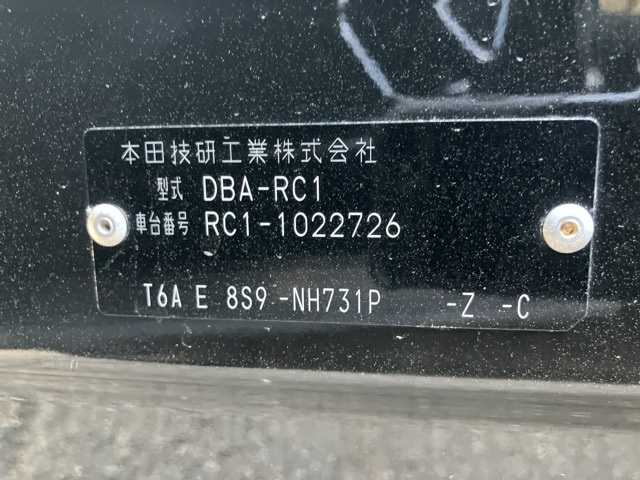 本田技研工業株式会社
型式 DBA-RC1
車台番号 RC1-1022726
T6A E 8S9 -NH731P -Z -C